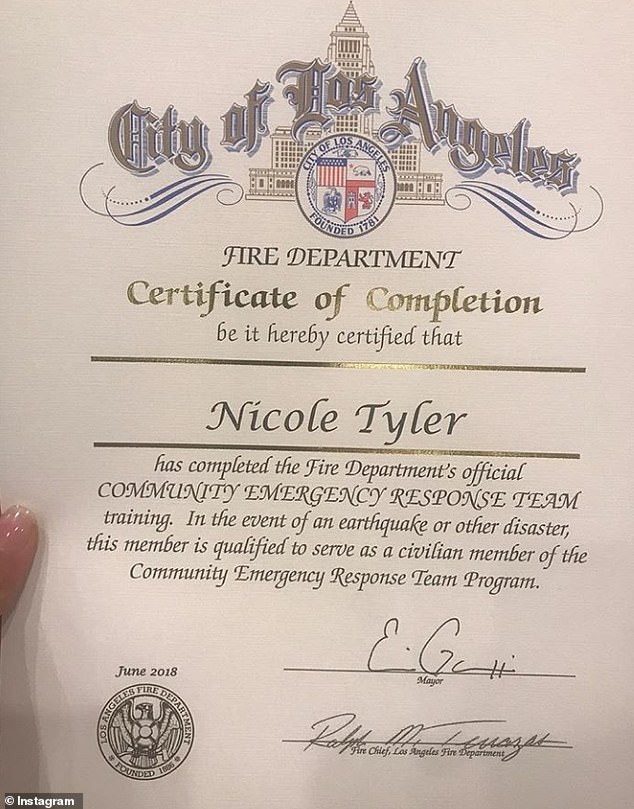 City of Los Angeles
CITY OF LOS ANGELES
FOUNDED 1781
FIRE DEPARTMENT
Certificate of Completion
be it hereby certified that
Nicole Tyler
has completed the Fire Department's official
COMMUNITY EMERGENCY RESPONSE TEAM
training. In the event of an earthquake or other disaster,
this member is qualified to serve as a civilian member of the
Community Emergency Response Team Program.
Mayor
June 2018
LOS ANGELES FIRE DEPARTMENT
FOUNDED 1886
Fire Chief, Los Angeles Fire Department
Instagram